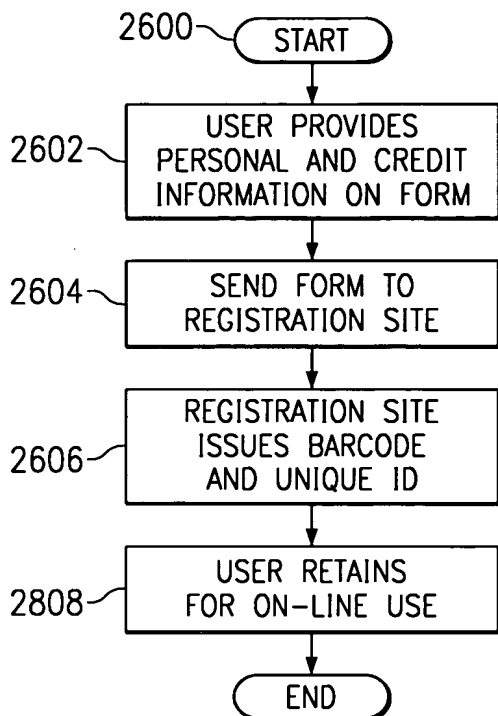 2600
START
2602
USER PROVIDES
PERSONAL AND CREDIT
INFORMATION ON FORM
2604
SEND FORM TO
REGISTRATION SITE
2606
REGISTRATION SITE
ISSUES BARCODE
AND UNIQUE ID
2808
USER RETAINS
FOR ON-LINE USE
END